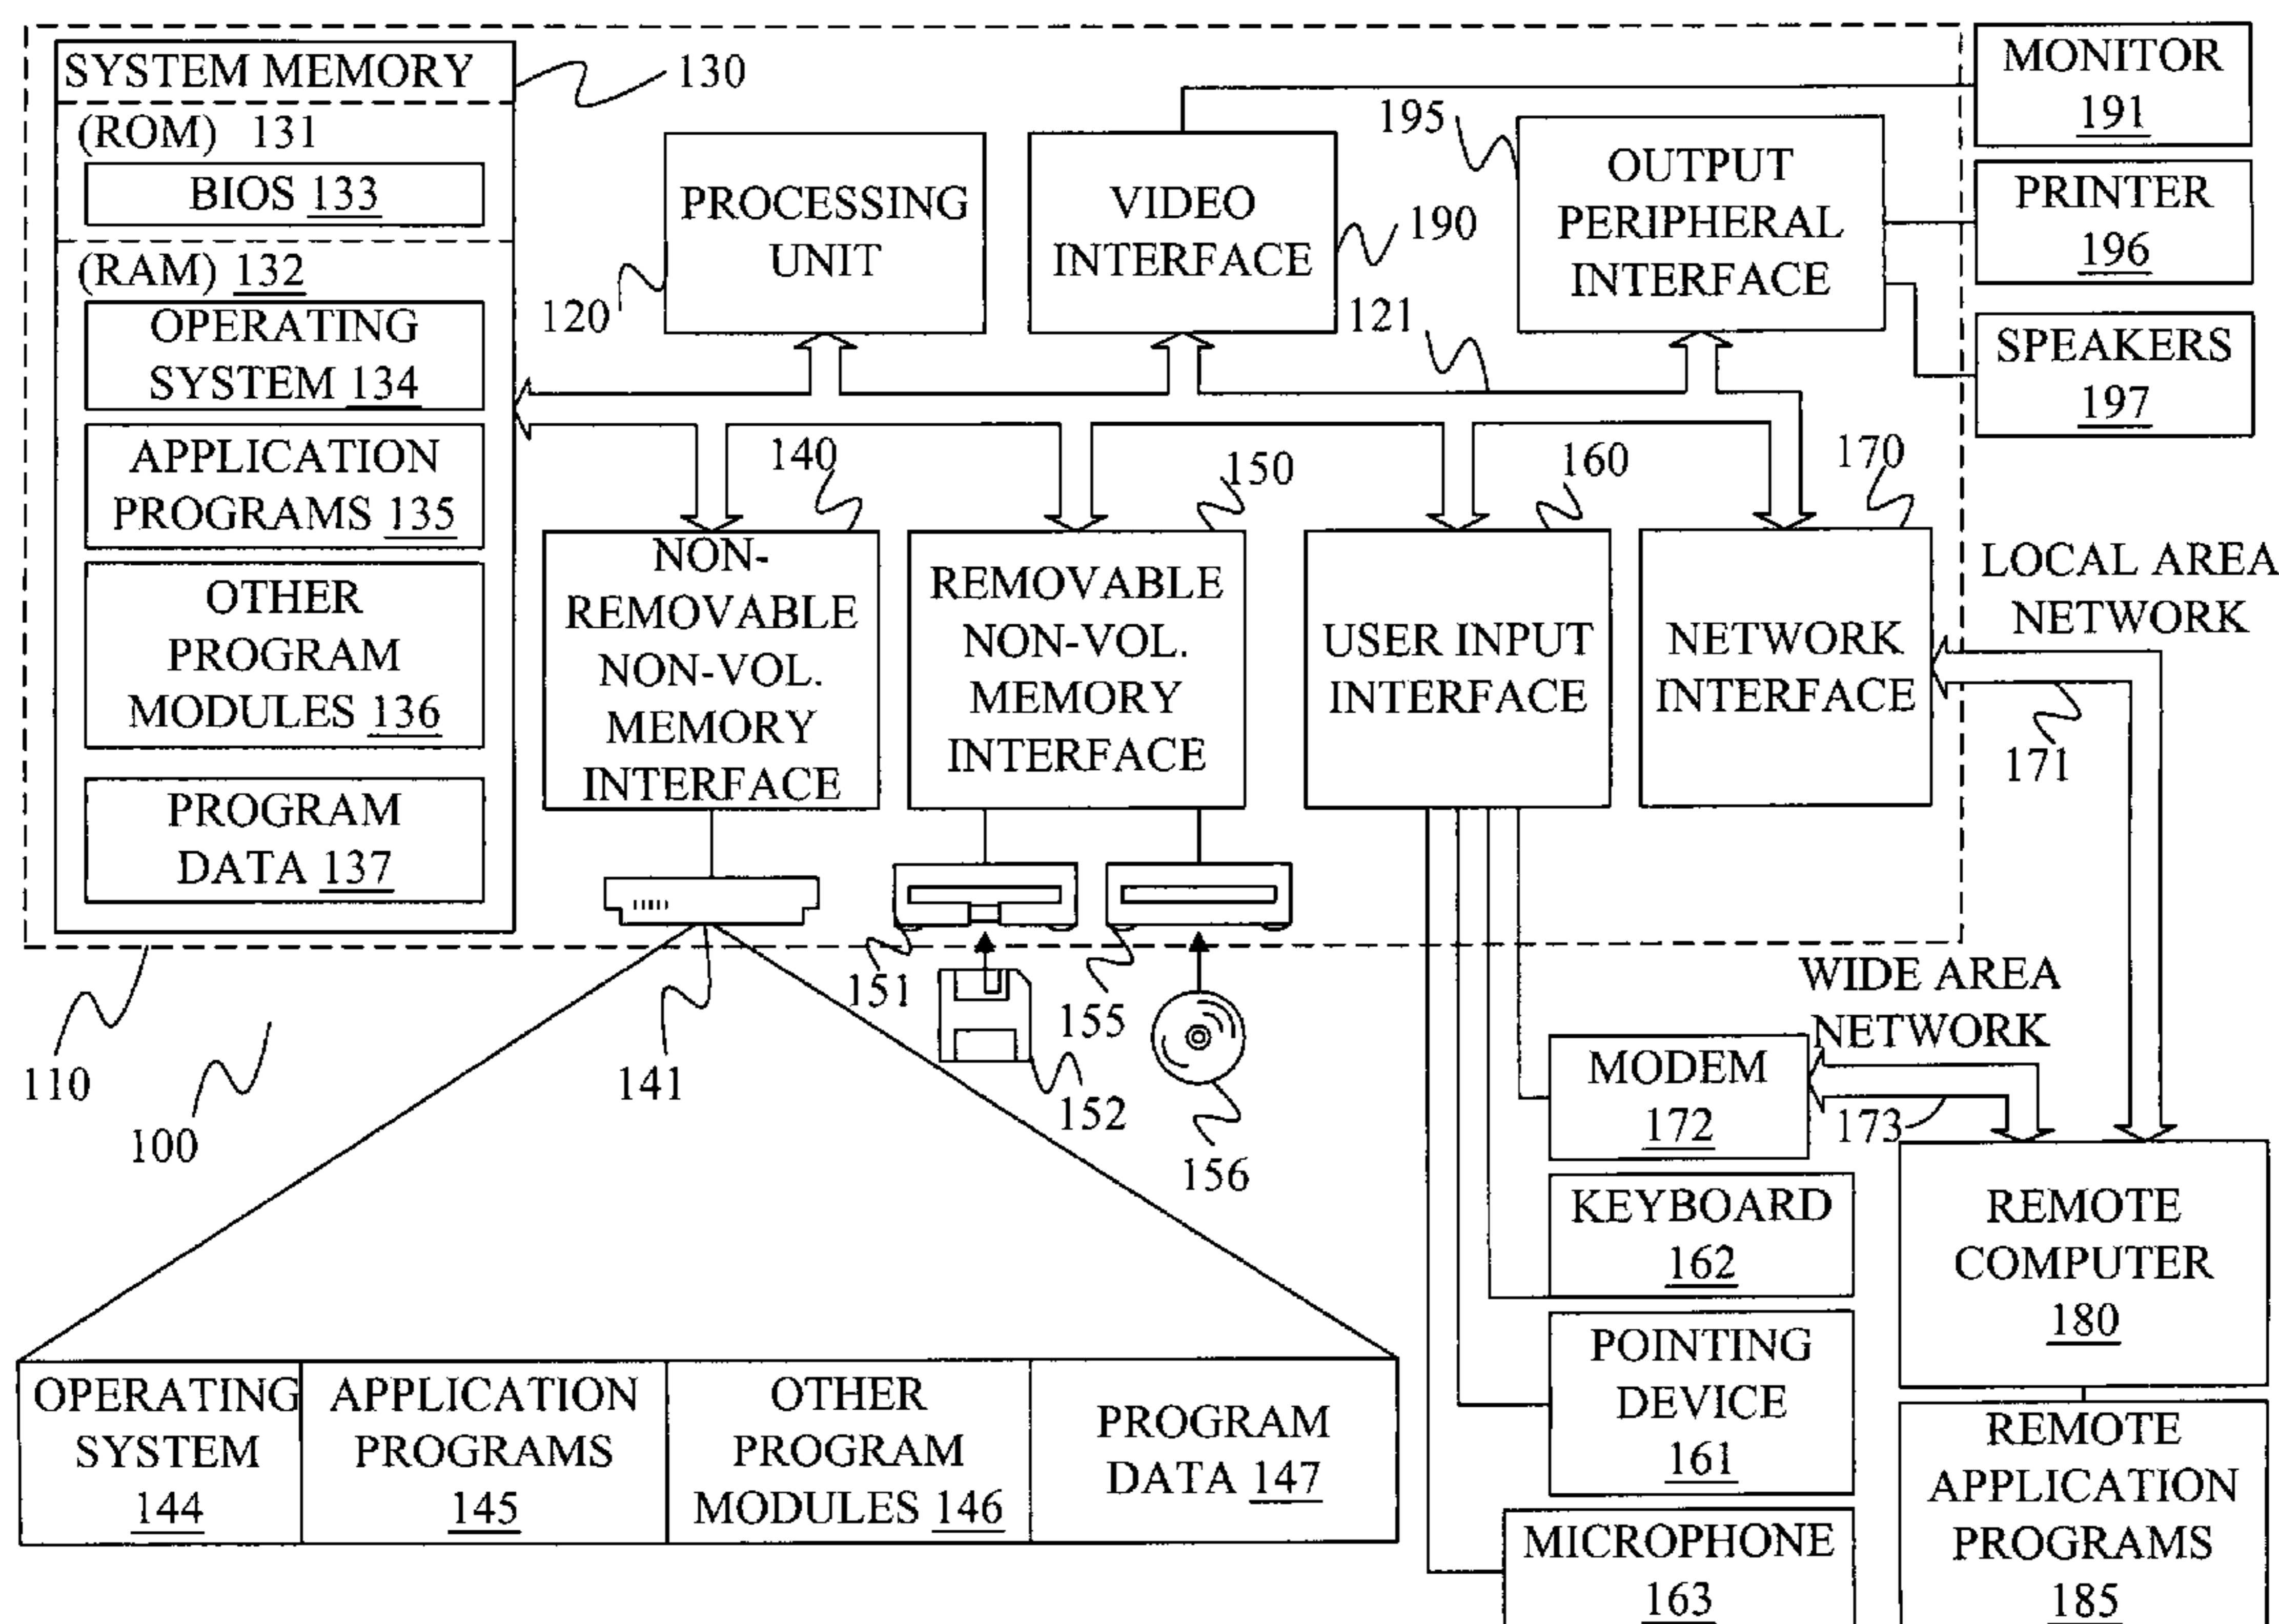 SYSTEM MEMORY
130
(ROM) 131
BIOS 133
(RAM) 132
OPERATING
SYSTEM 134
APPLICATION
PROGRAMS 135
OTHER
PROGRAM
MODULES 136
PROGRAM
DATA 137
PROCESSING
UNIT
120
VIDEO
INTERFACE
190
121
195
OUTPUT
PERIPHERAL
INTERFACE
MONITOR
191
PRINTER
196
SPEAKERS
197
140
NON-
REMOVABLE
NON-VOL.
MEMORY
INTERFACE
150
REMOVABLE
NON-VOL.
MEMORY
INTERFACE
160
USER INPUT
INTERFACE
170
NETWORK
INTERFACE
LOCAL AREA
NETWORK
171
110
100
141
151
152
155
156
WIDE AREA
NETWORK
MODEM
172
173
KEYBOARD
162
POINTING
DEVICE
161
MICROPHONE
163
REMOTE
COMPUTER
180
REMOTE
APPLICATION
PROGRAMS
185
OPERATING
SYSTEM
144
APPLICATION
PROGRAMS
145
OTHER
PROGRAM
MODULES 146
PROGRAM
DATA 147